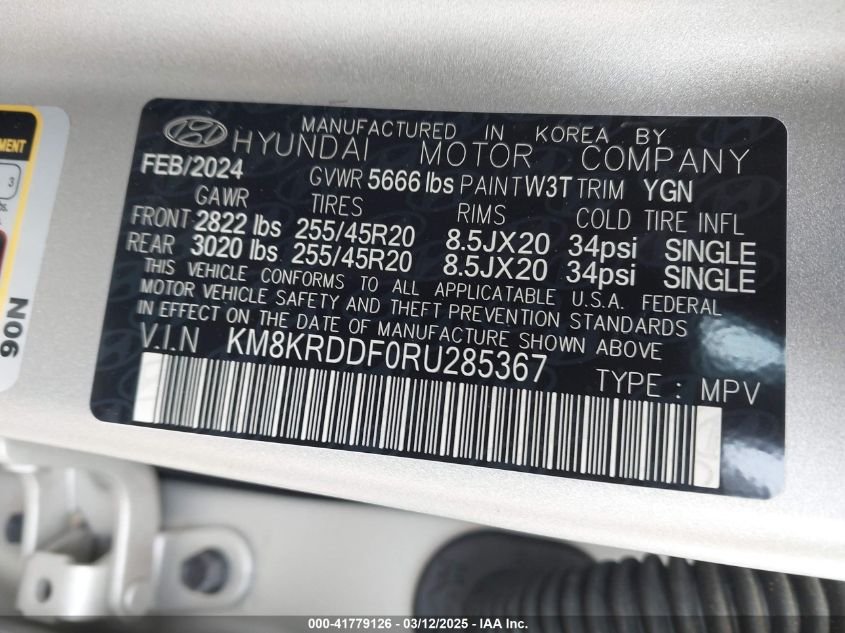 MANUFACTURED IN KOREA BY
HYUNDAI MOTOR COMPANY
FEB/2024 GVWR 5666 lbs PAINT W3T TRIM YGN
GAWR TIRES RIMS COLD TIRE INFL
FRONT 2822 lbs 255/45R20 8.5JX20 34psi SINGLE
REAR 3020 lbs 255/45R20 8.5JX20 34psi SINGLE
THIS VEHICLE CONFORMS TO ALL APPLICATABLE U.S.A. FEDERAL
MOTOR VEHICLE SAFETY AND THEFT PREVENTION STANDARDS
IN EFFECT ON THE DATE OF MANUFACTURE SHOWN ABOVE
V.I.N KM8KRDDF0RU285367
TYPE : MPV
MENT
3
N06
000-41779126 - 03/12/2025 - IAA Inc.